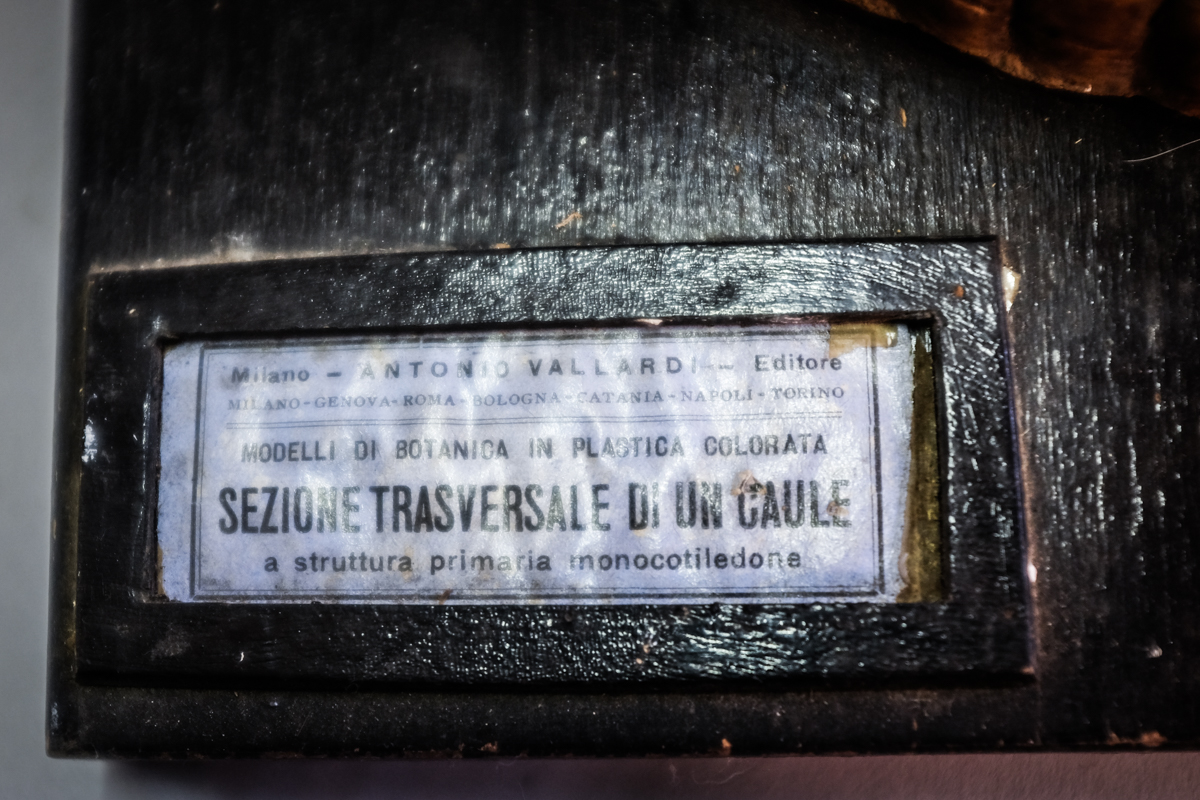 Milano - ANTONIO VALLARDI - Editore
MILANO-GENOVA-ROMA-BOLOGNA-CATANIA-NAPOLI-TORINO
MODELLI DI BOTANICA IN PLASTICA COLORATA
SEZIONE TRASVERSALE DI UN CAULE
a struttura primaria monocotiledone